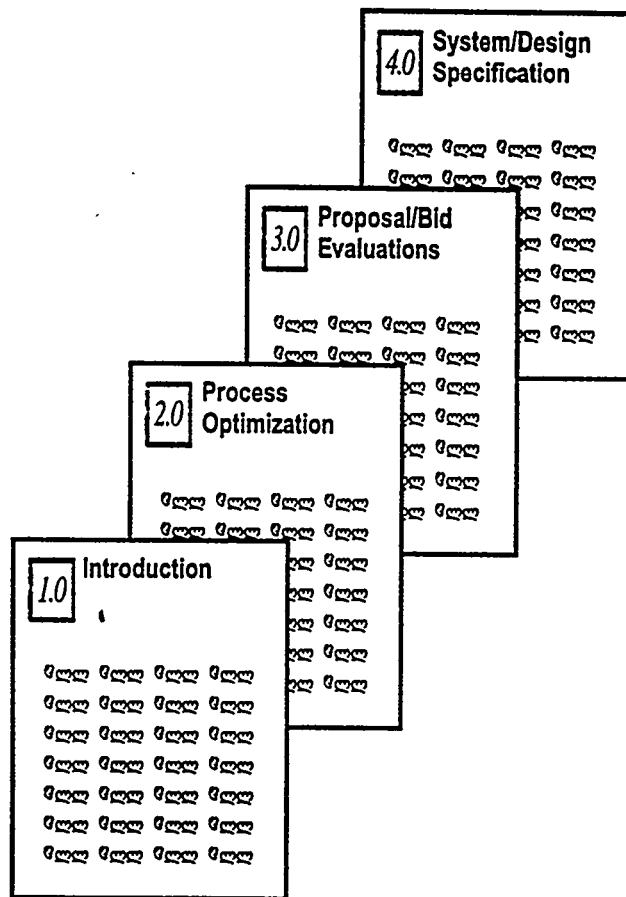 4.0 System/Design
Specification
3.0 Proposal/Bid
Evaluations
2.0 Process
Optimization
1.0 Introduction